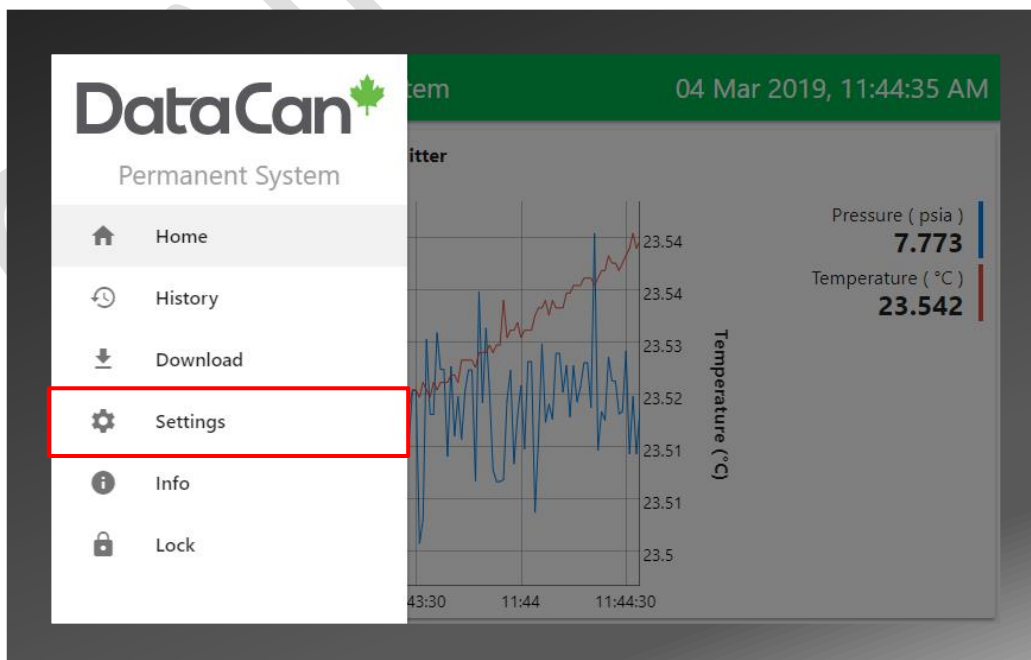 DataCan
Permanent System
Home
History
Download
Settings
Info
Lock
tem
04 Mar 2019, 11:44:35 AM
itter
Pressure ( psia )
7.773
Temperature ( °C )
23.542
23.54
23.54
23.53
23.52
23.51
23.51
23.5
Temperature (°C)
43:30
11:44
11:44:30